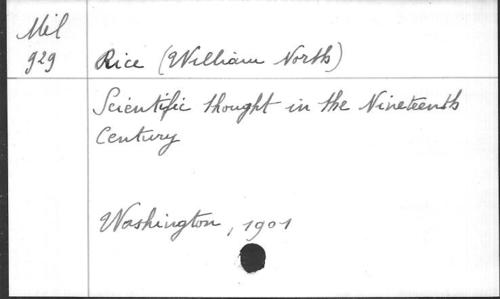 Mil
929
Rice (William North)
Scientific thought in the Nineteenth
Century
Washington, 1901